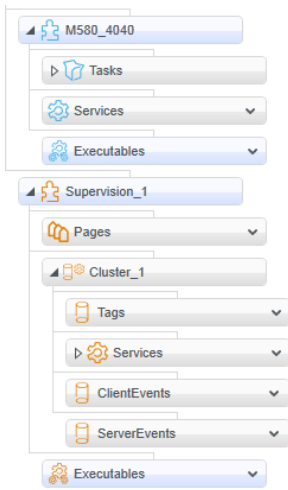 M580_4040
Tasks
Services
Executables
Supervision_1
Pages
Cluster_1
Tags
Services
ClientEvents
ServerEvents
Executables